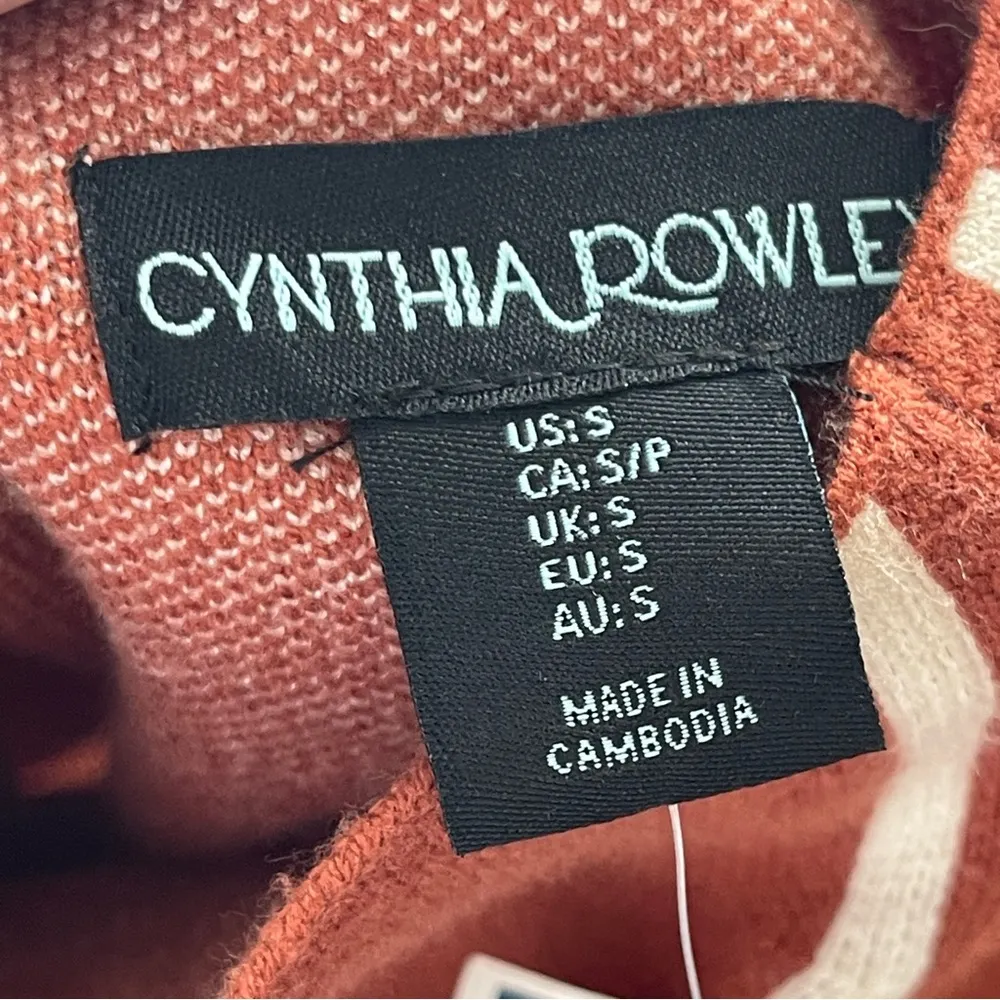 CYNTHIA ROWLEY
US: S
CA: S/P
UK: S
EU: S
AU: S
MADE IN
CAMBODIA